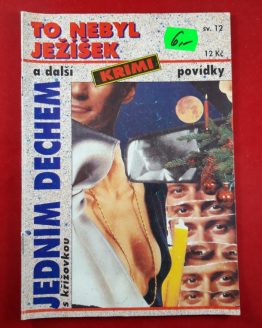 TO NEBYL
JEŽÍŠEK
sv. 12
6,-
12 Kč
a další
KRIMI
povídky
JEDNÍM DECHEM
s křížovkou